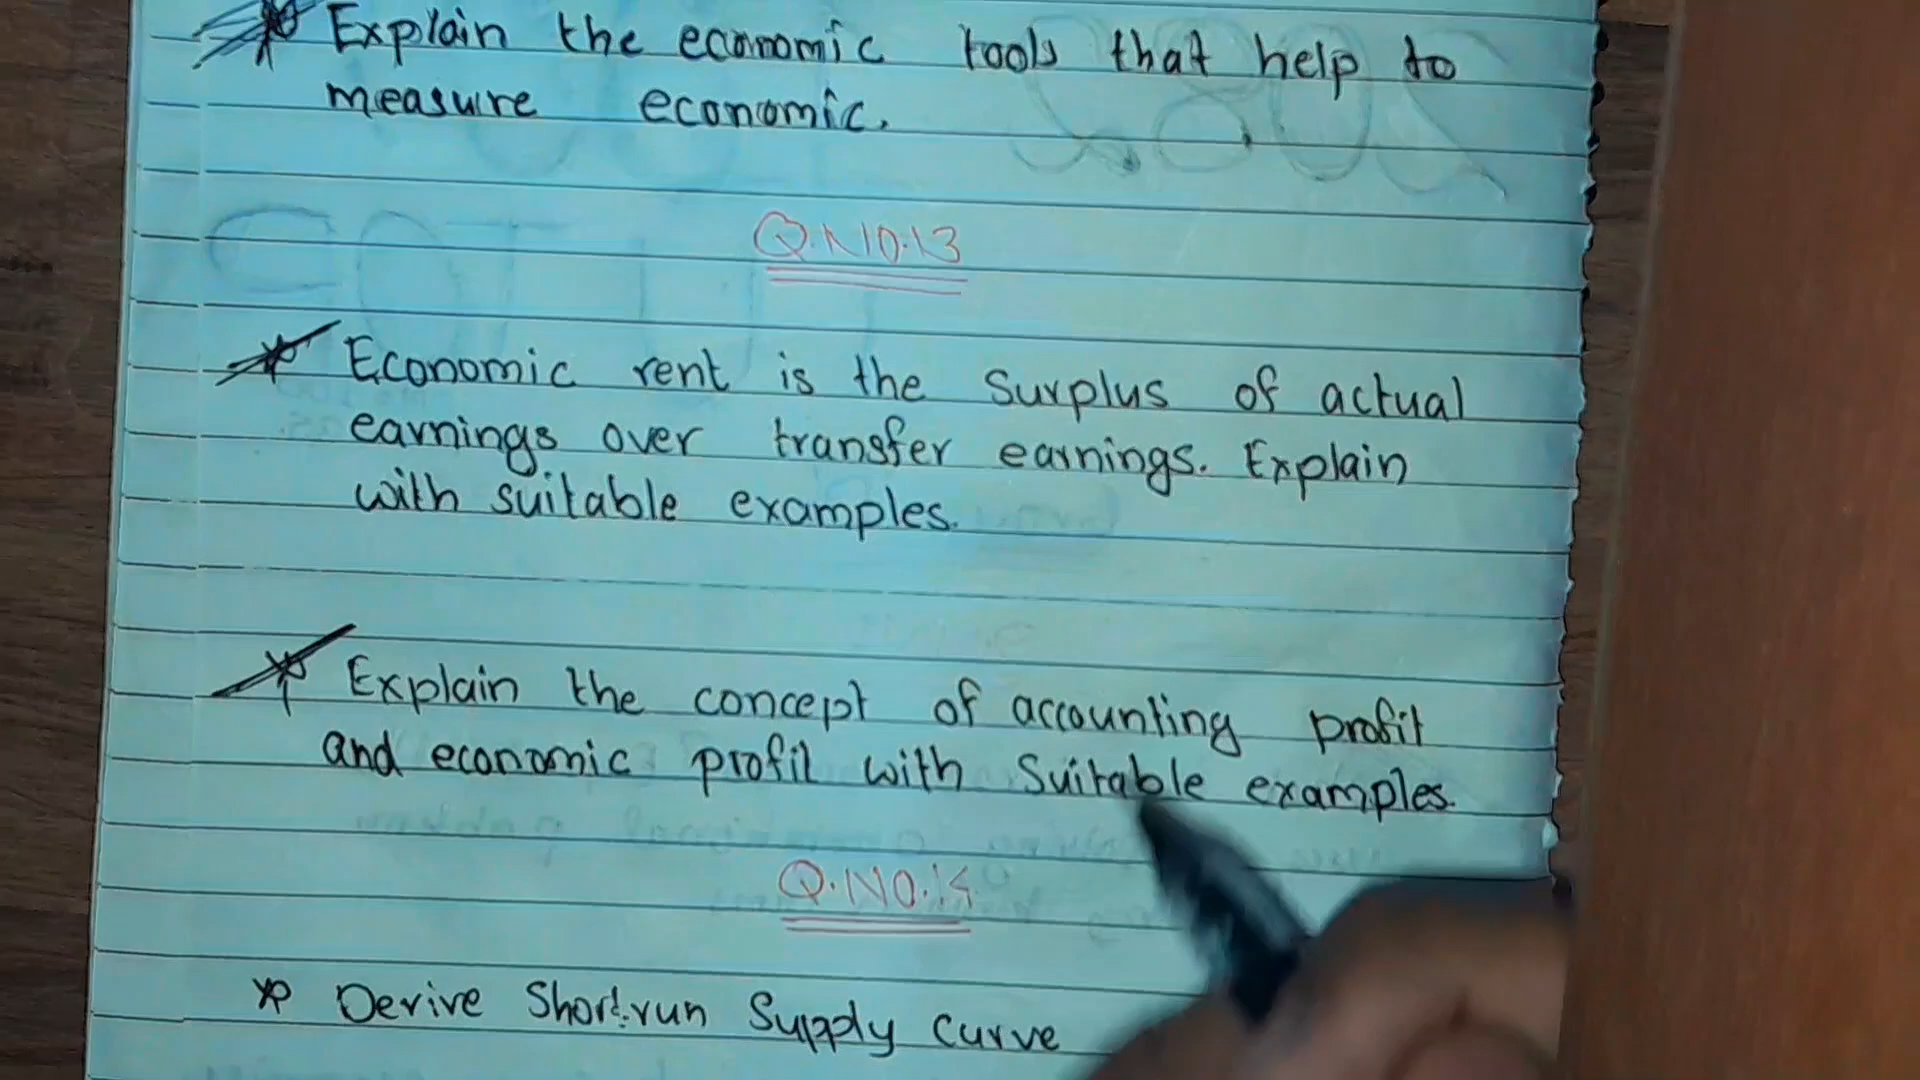 Explain the economic tools that help to
measure economic.
Q.NO.13
Economic rent is the surplus of actual
earnings over transfer earnings. Explain
with suitable examples.
Explain the concept of accounting profit
and economic profit with suitable examples.
Q.NO.14
Derive Short-run Supply Curve